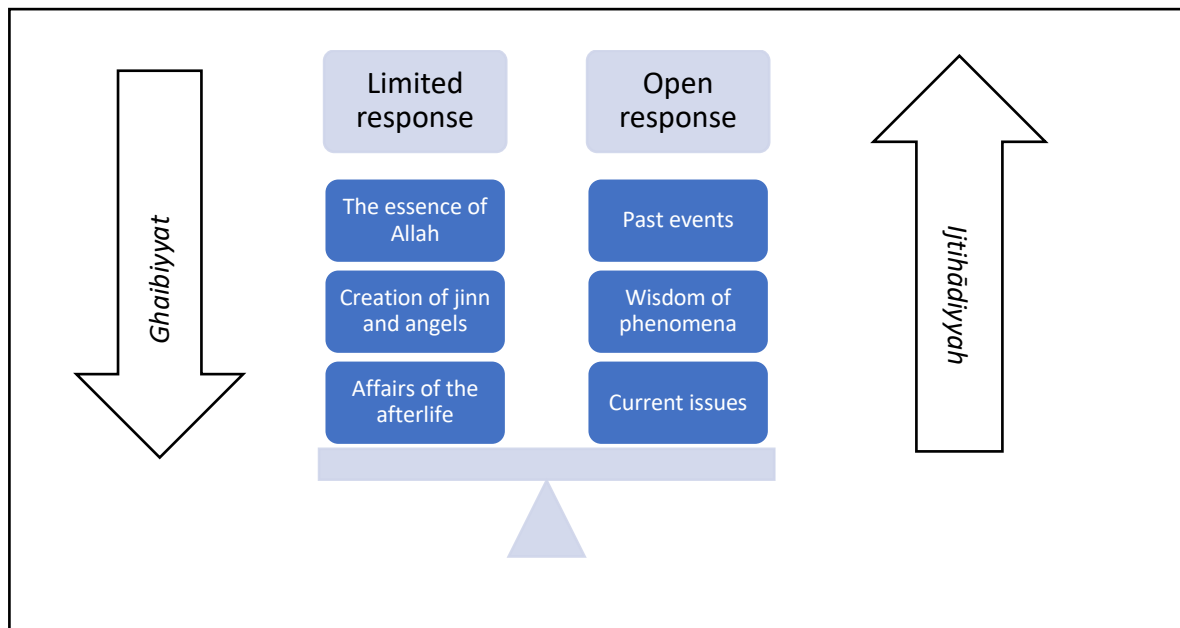 Ghaibiyyat
Limited
response
The essence of
Allah
Creation of jinn
and angels
Affairs of the
afterlife
Open
response
Past events
Wisdom of
phenomena
Current issues
Ijtihādiyyah